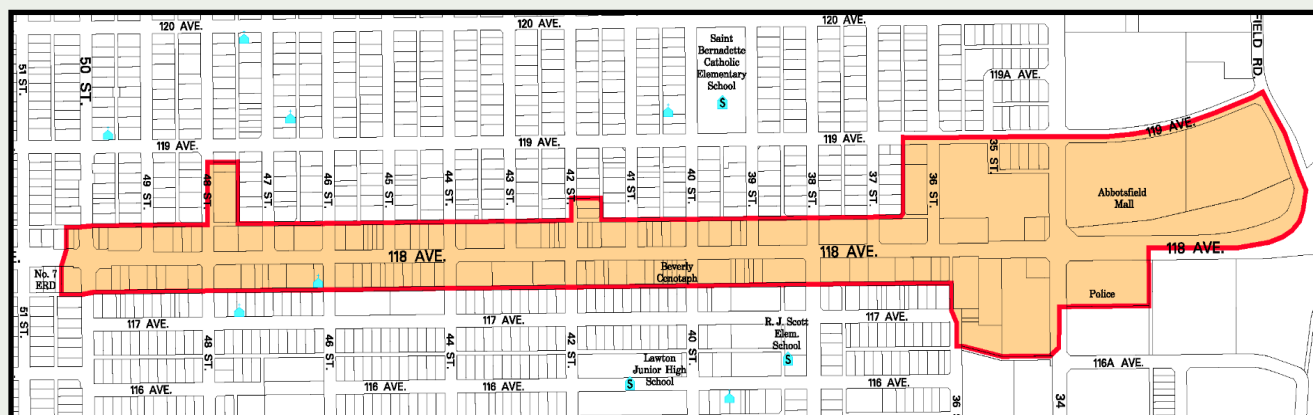 120 AVE.
120 AVE.
120 AVE.
120 AVE.
FIELD RD.
51 ST.
50 ST.
Saint
Bernadette
Catholic
Elementary
School
S
119A AVE.
119 AVE.
119 AVE.
119 AVE.
119 AVE.
119 AVE.
35 ST.
49 ST.
48 ST.
47 ST.
46 ST.
45 ST.
44 ST.
43 ST.
42 ST.
41 ST.
40 ST.
39 ST.
38 ST.
37 ST.
36 ST.
Abbotsfield
Mall
118 AVE.
118 AVE.
118 AVE.
No. 7
ERD
Beverly
Cenotaph
Police
51 ST.
117 AVE.
117 AVE.
117 AVE.
R. J. Scott
Elem.
School
S
48 ST.
46 ST.
44 ST.
42 ST.
40 ST.
Lawton
Junior High
School
S
116A AVE.
116 AVE.
116 AVE.
116 AVE.
116 AVE.
36 S
34